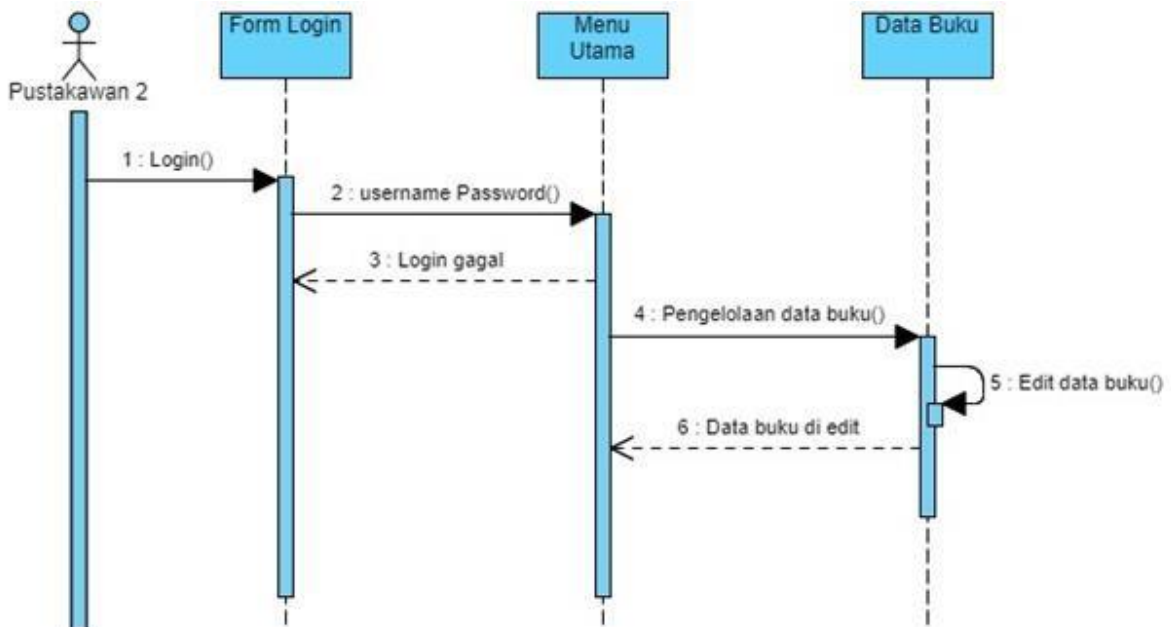 Form Login
Menu
Utama
Data Buku
Pustakawan 2
1 : Login()
2 : username Password()
3 : Login gagal
4 : Pengelolaan data buku()
5 : Edit data buku()
6 : Data buku di edit